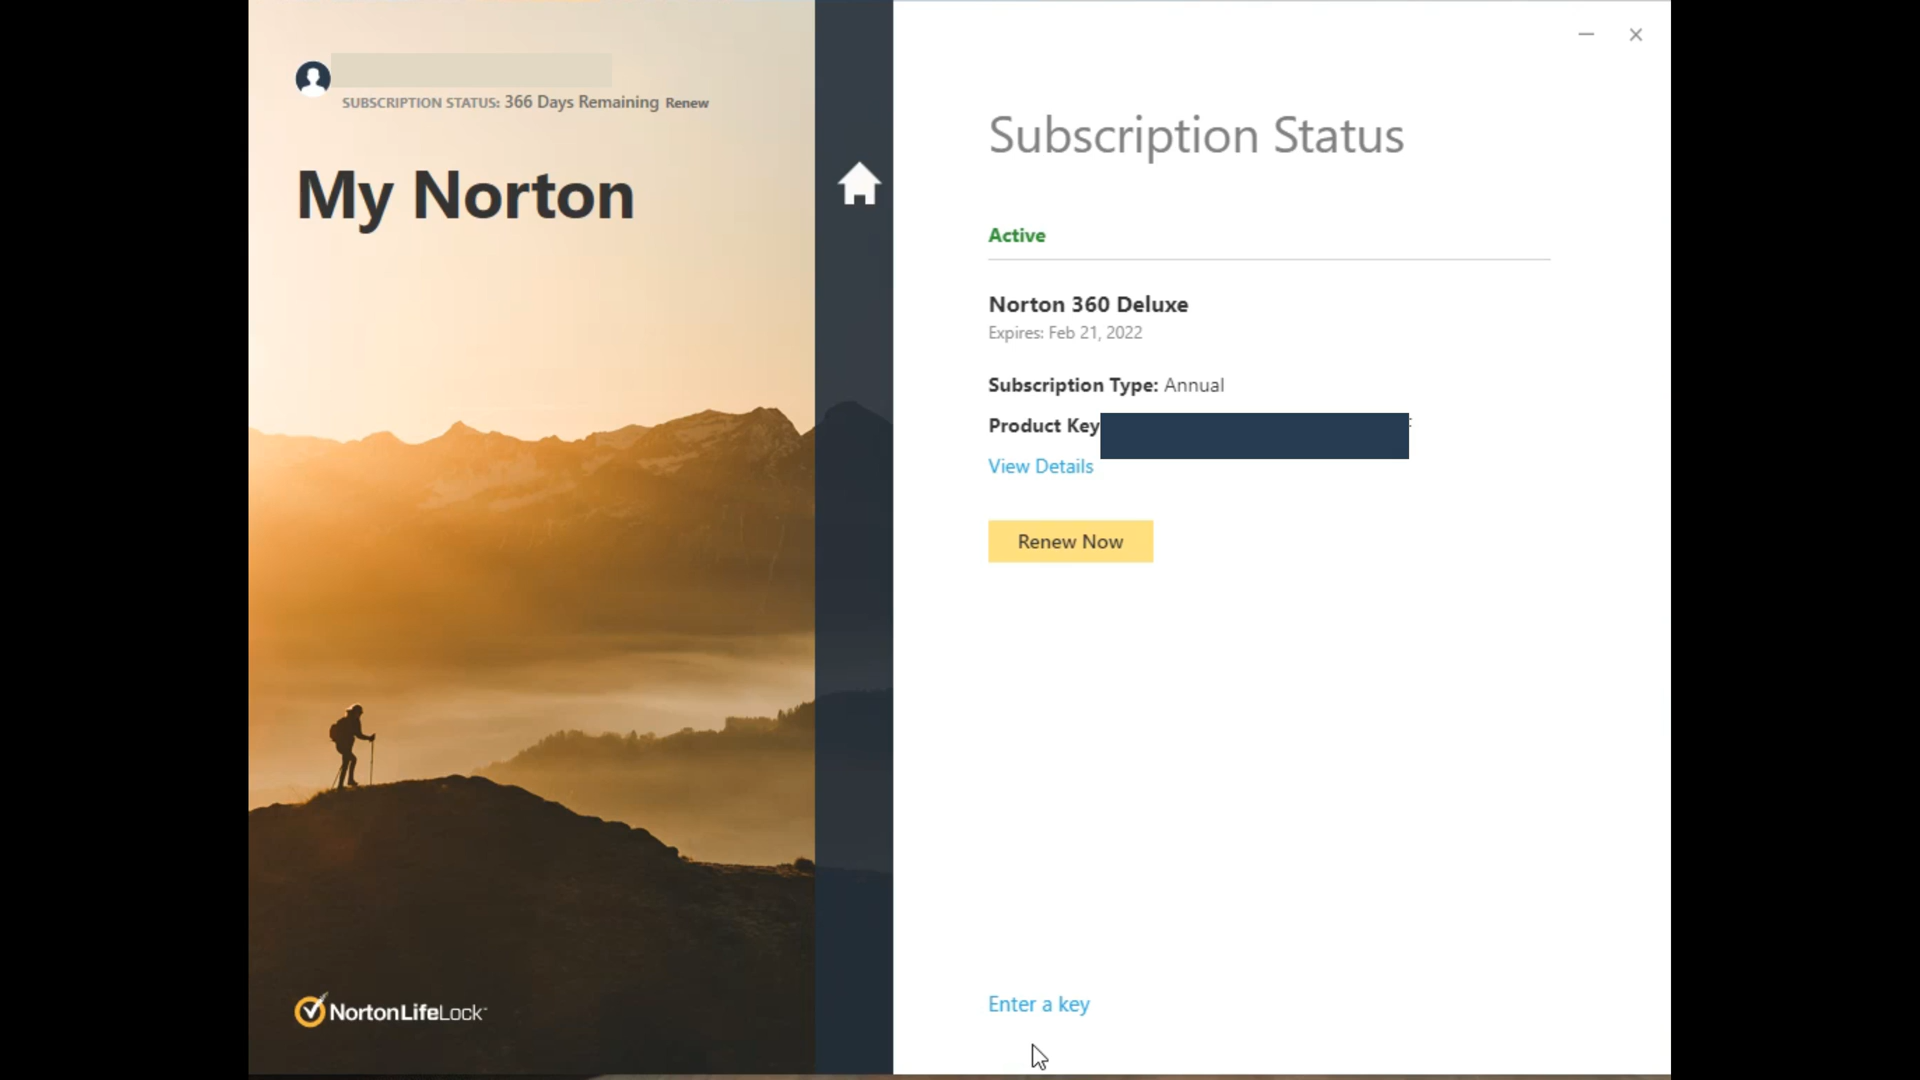 SUBSCRIPTION STATUS: 366 Days Remaining Renew
My Norton
NortonLifeLock
Subscription Status
Active
Norton 360 Deluxe
Expires: Feb 21, 2022
Subscription Type: Annual
Product Key
View Details
Renew Now
Enter a key